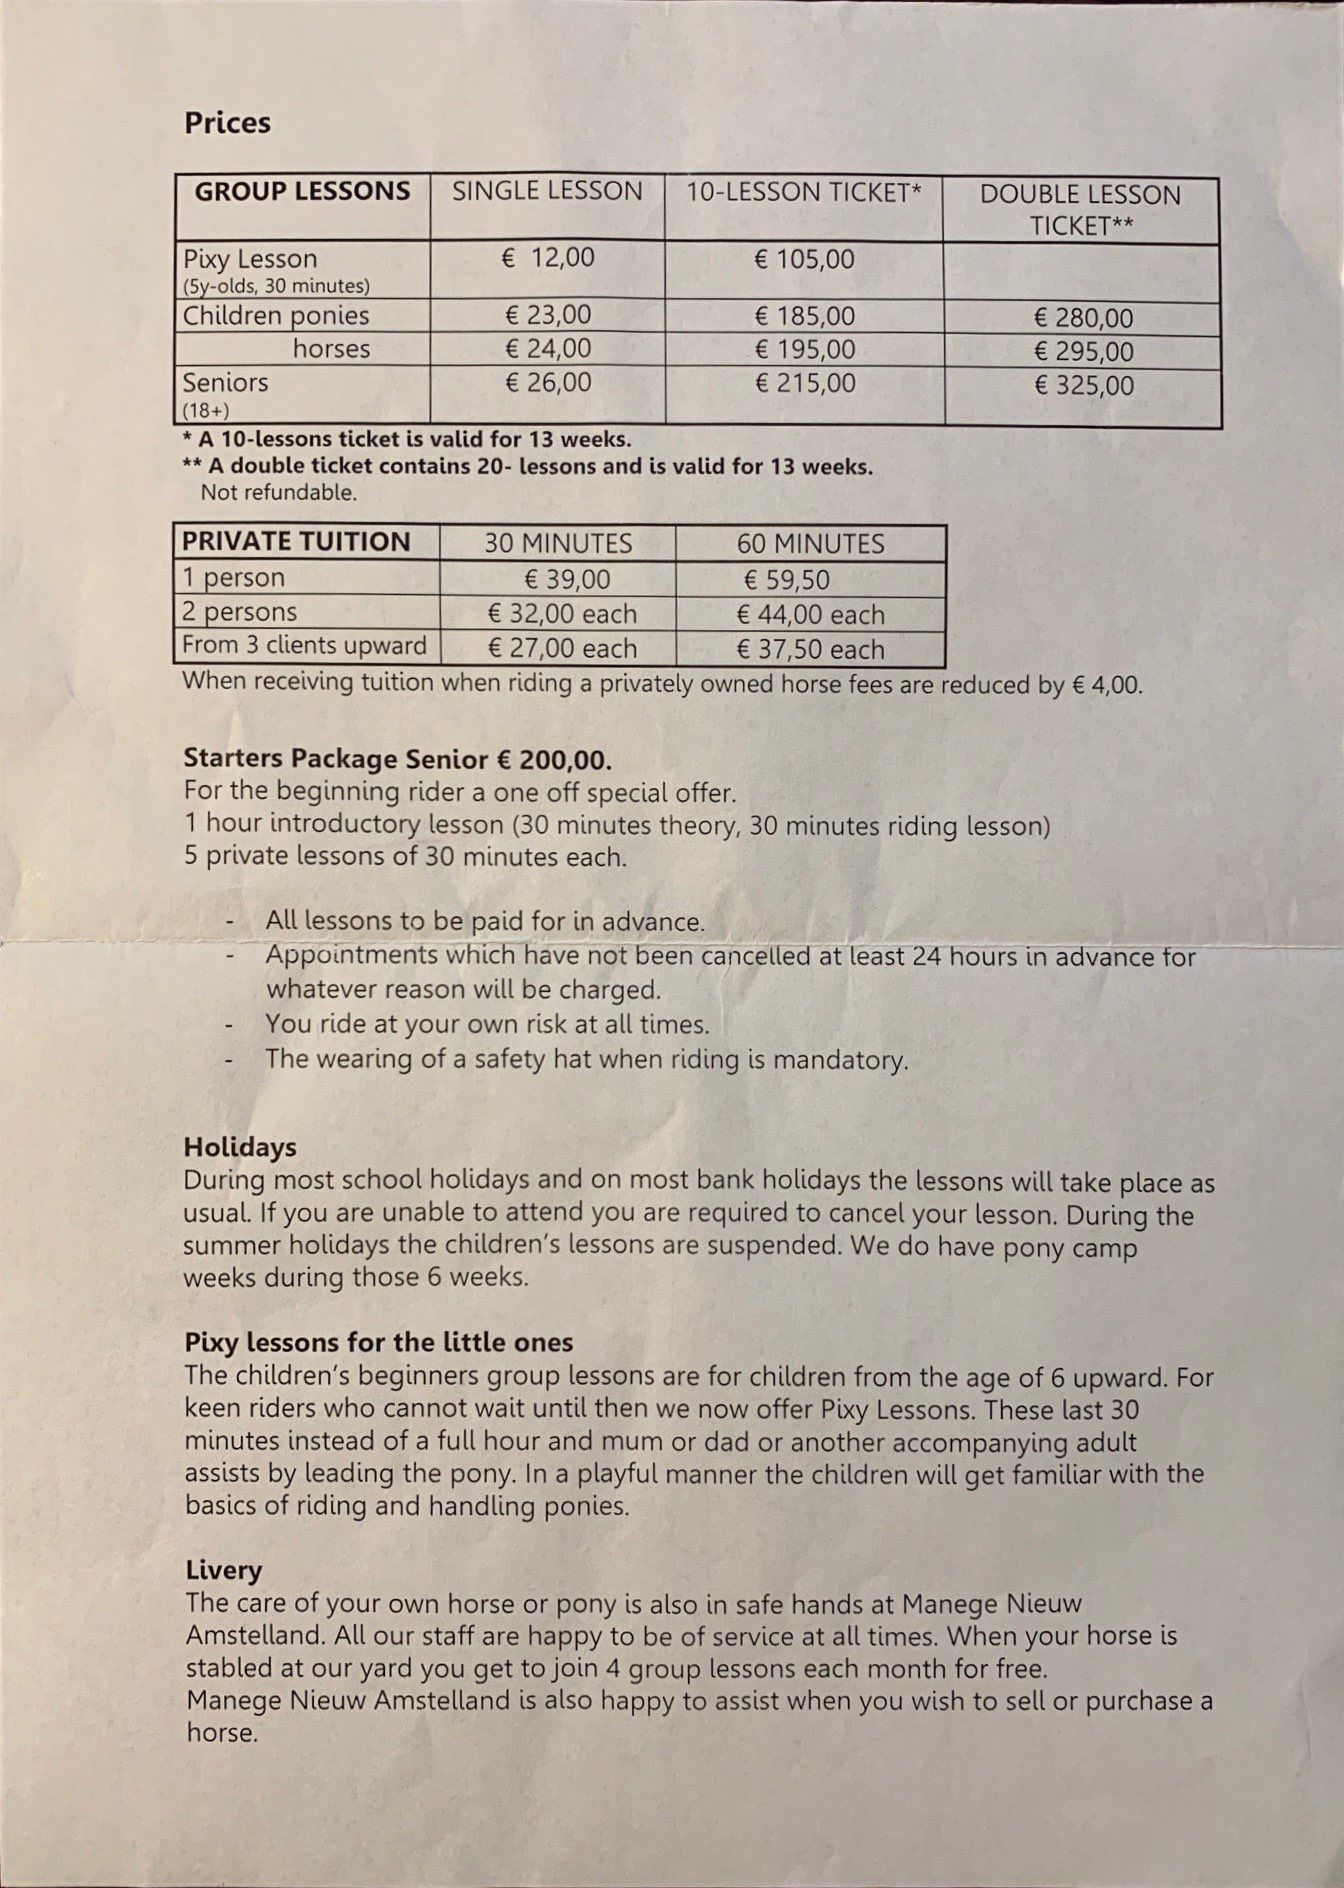 Prices
GROUP LESSONS SINGLE LESSON 10-LESSON TICKET* DOUBLE LESSON
TICKET**
Pixy Lesson € 12,00 € 105,00
(5y-olds, 30 minutes)
Children ponies € 23,00 € 185,00 € 280,00
horses € 24,00 € 195,00 € 295,00
Seniors € 26,00 € 215,00 € 325,00
(18+)
* A 10-lessons ticket is valid for 13 weeks.
** A double ticket contains 20- lessons and is valid for 13 weeks.
Not refundable.
PRIVATE TUITION 30 MINUTES 60 MINUTES
1 person € 39,00 € 59,50
2 persons € 32,00 each € 44,00 each
From 3 clients upward € 27,00 each € 37,50 each
When receiving tuition when riding a privately owned horse fees are reduced by € 4,00.
Starters Package Senior € 200,00.
For the beginning rider a one off special offer.
1 hour introductory lesson (30 minutes theory, 30 minutes riding lesson)
5 private lessons of 30 minutes each.
- All lessons to be paid for in advance.
- Appointments which have not been cancelled at least 24 hours in advance for
whatever reason will be charged.
- You ride at your own risk at all times.
- The wearing of a safety hat when riding is mandatory.
Holidays
During most school holidays and on most bank holidays the lessons will take place as
usual. If you are unable to attend you are required to cancel your lesson. During the
summer holidays the children's lessons are suspended. We do have pony camp
weeks during those 6 weeks.
Pixy lessons for the little ones
The children's beginners group lessons are for children from the age of 6 upward. For
keen riders who cannot wait until then we now offer Pixy Lessons. These last 30
minutes instead of a full hour and mum or dad or another accompanying adult
assists by leading the pony. In a playful manner the children will get familiar with the
basics of riding and handling ponies.
Livery
The care of your own horse or pony is also in safe hands at Manege Nieuw
Amstelland. All our staff are happy to be of service at all times. When your horse is
stabled at our yard you get to join 4 group lessons each month for free.
Manege Nieuw Amstelland is also happy to assist when you wish to sell or purchase a
horse.